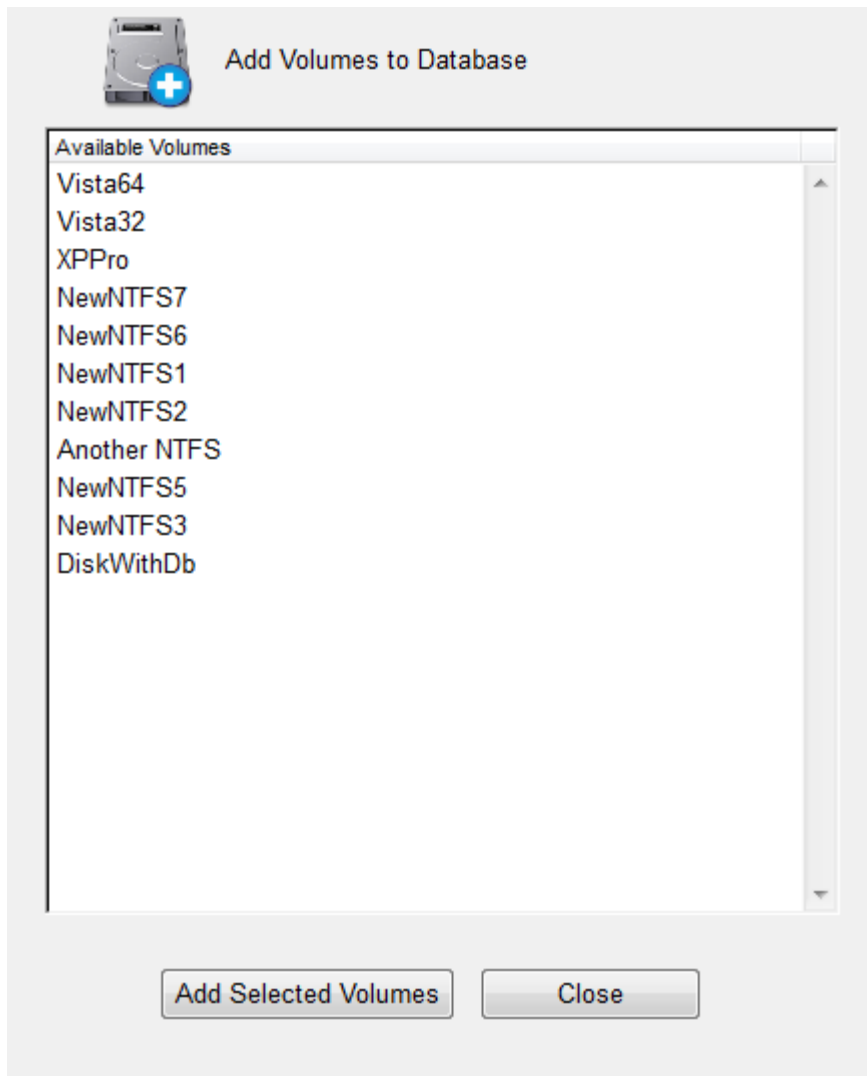 Add Volumes to Database
Available Volumes
Vista64
Vista32
XPPro
NewNTFS7
NewNTFS6
NewNTFS1
NewNTFS2
Another NTFS
NewNTFS5
NewNTFS3
DiskWithDb
Add Selected Volumes
Close